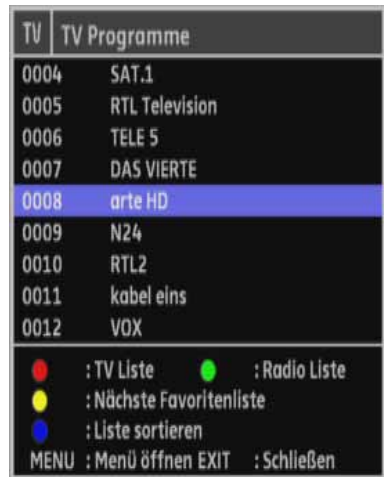 TV TV Programme
0004 SAT.1
0005 RTL Television
0006 TELE 5
0007 DAS VIERTE
0008 arte HD
0009 N24
0010 RTL2
0011 kabel eins
0012 VOX
: TV Liste : Radio Liste
: Nächste Favoritenliste
: Liste sortieren
MENU : Menü öffnen EXIT : Schließen